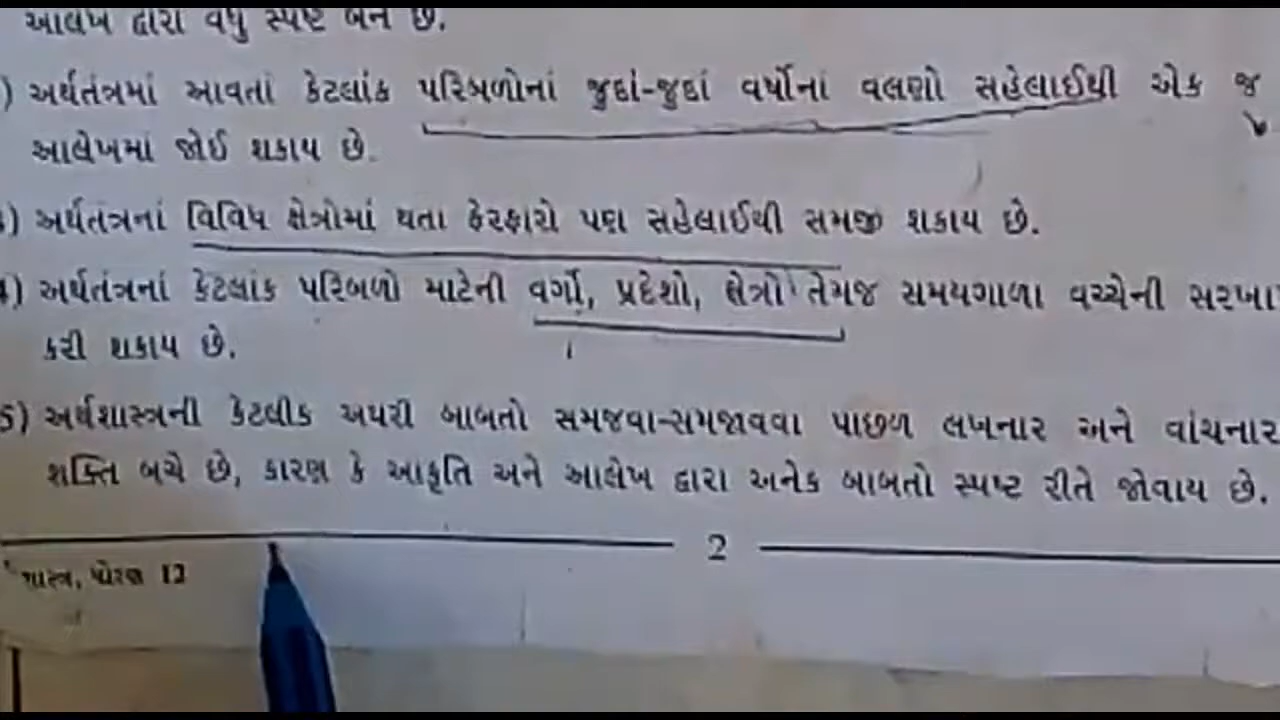 આલેખ દ્વારા વધુ સ્પષ્ટ બને છે.
) અર્થતંત્રમાં આવતાં કેટલાંક પરિબળોનાં જુદાં-જુદાં વર્ષોનાં વલણો સહેલાઈથી એક જ
આલેખમાં જોઈ શકાય છે.
) અર્થતંત્રનાં વિવિધ ક્ષેત્રોમાં થતા ફેરફારો પણ સહેલાઈથી સમજી શકાય છે.
4) અર્થતંત્રનાં કેટલાંક પરિબળો માટેની વર્ગો, પ્રદેશો, ક્ષેત્રો તેમજ સમયગાળા વચ્ચેની સરખા
કરી શકાય છે.
5) અર્થશાસ્ત્રની કેટલીક અઘરી બાબતો સમજવા-સમજાવવા પાછળ લખનાર અને વાંચનાર
શક્તિ બચે છે, કારણ કે આકૃતિ અને આલેખ દ્વારા અનેક બાબતો સ્પષ્ટ રીતે જોવાય છે.
2
શાસ્ત્ર, ધોરણ 12